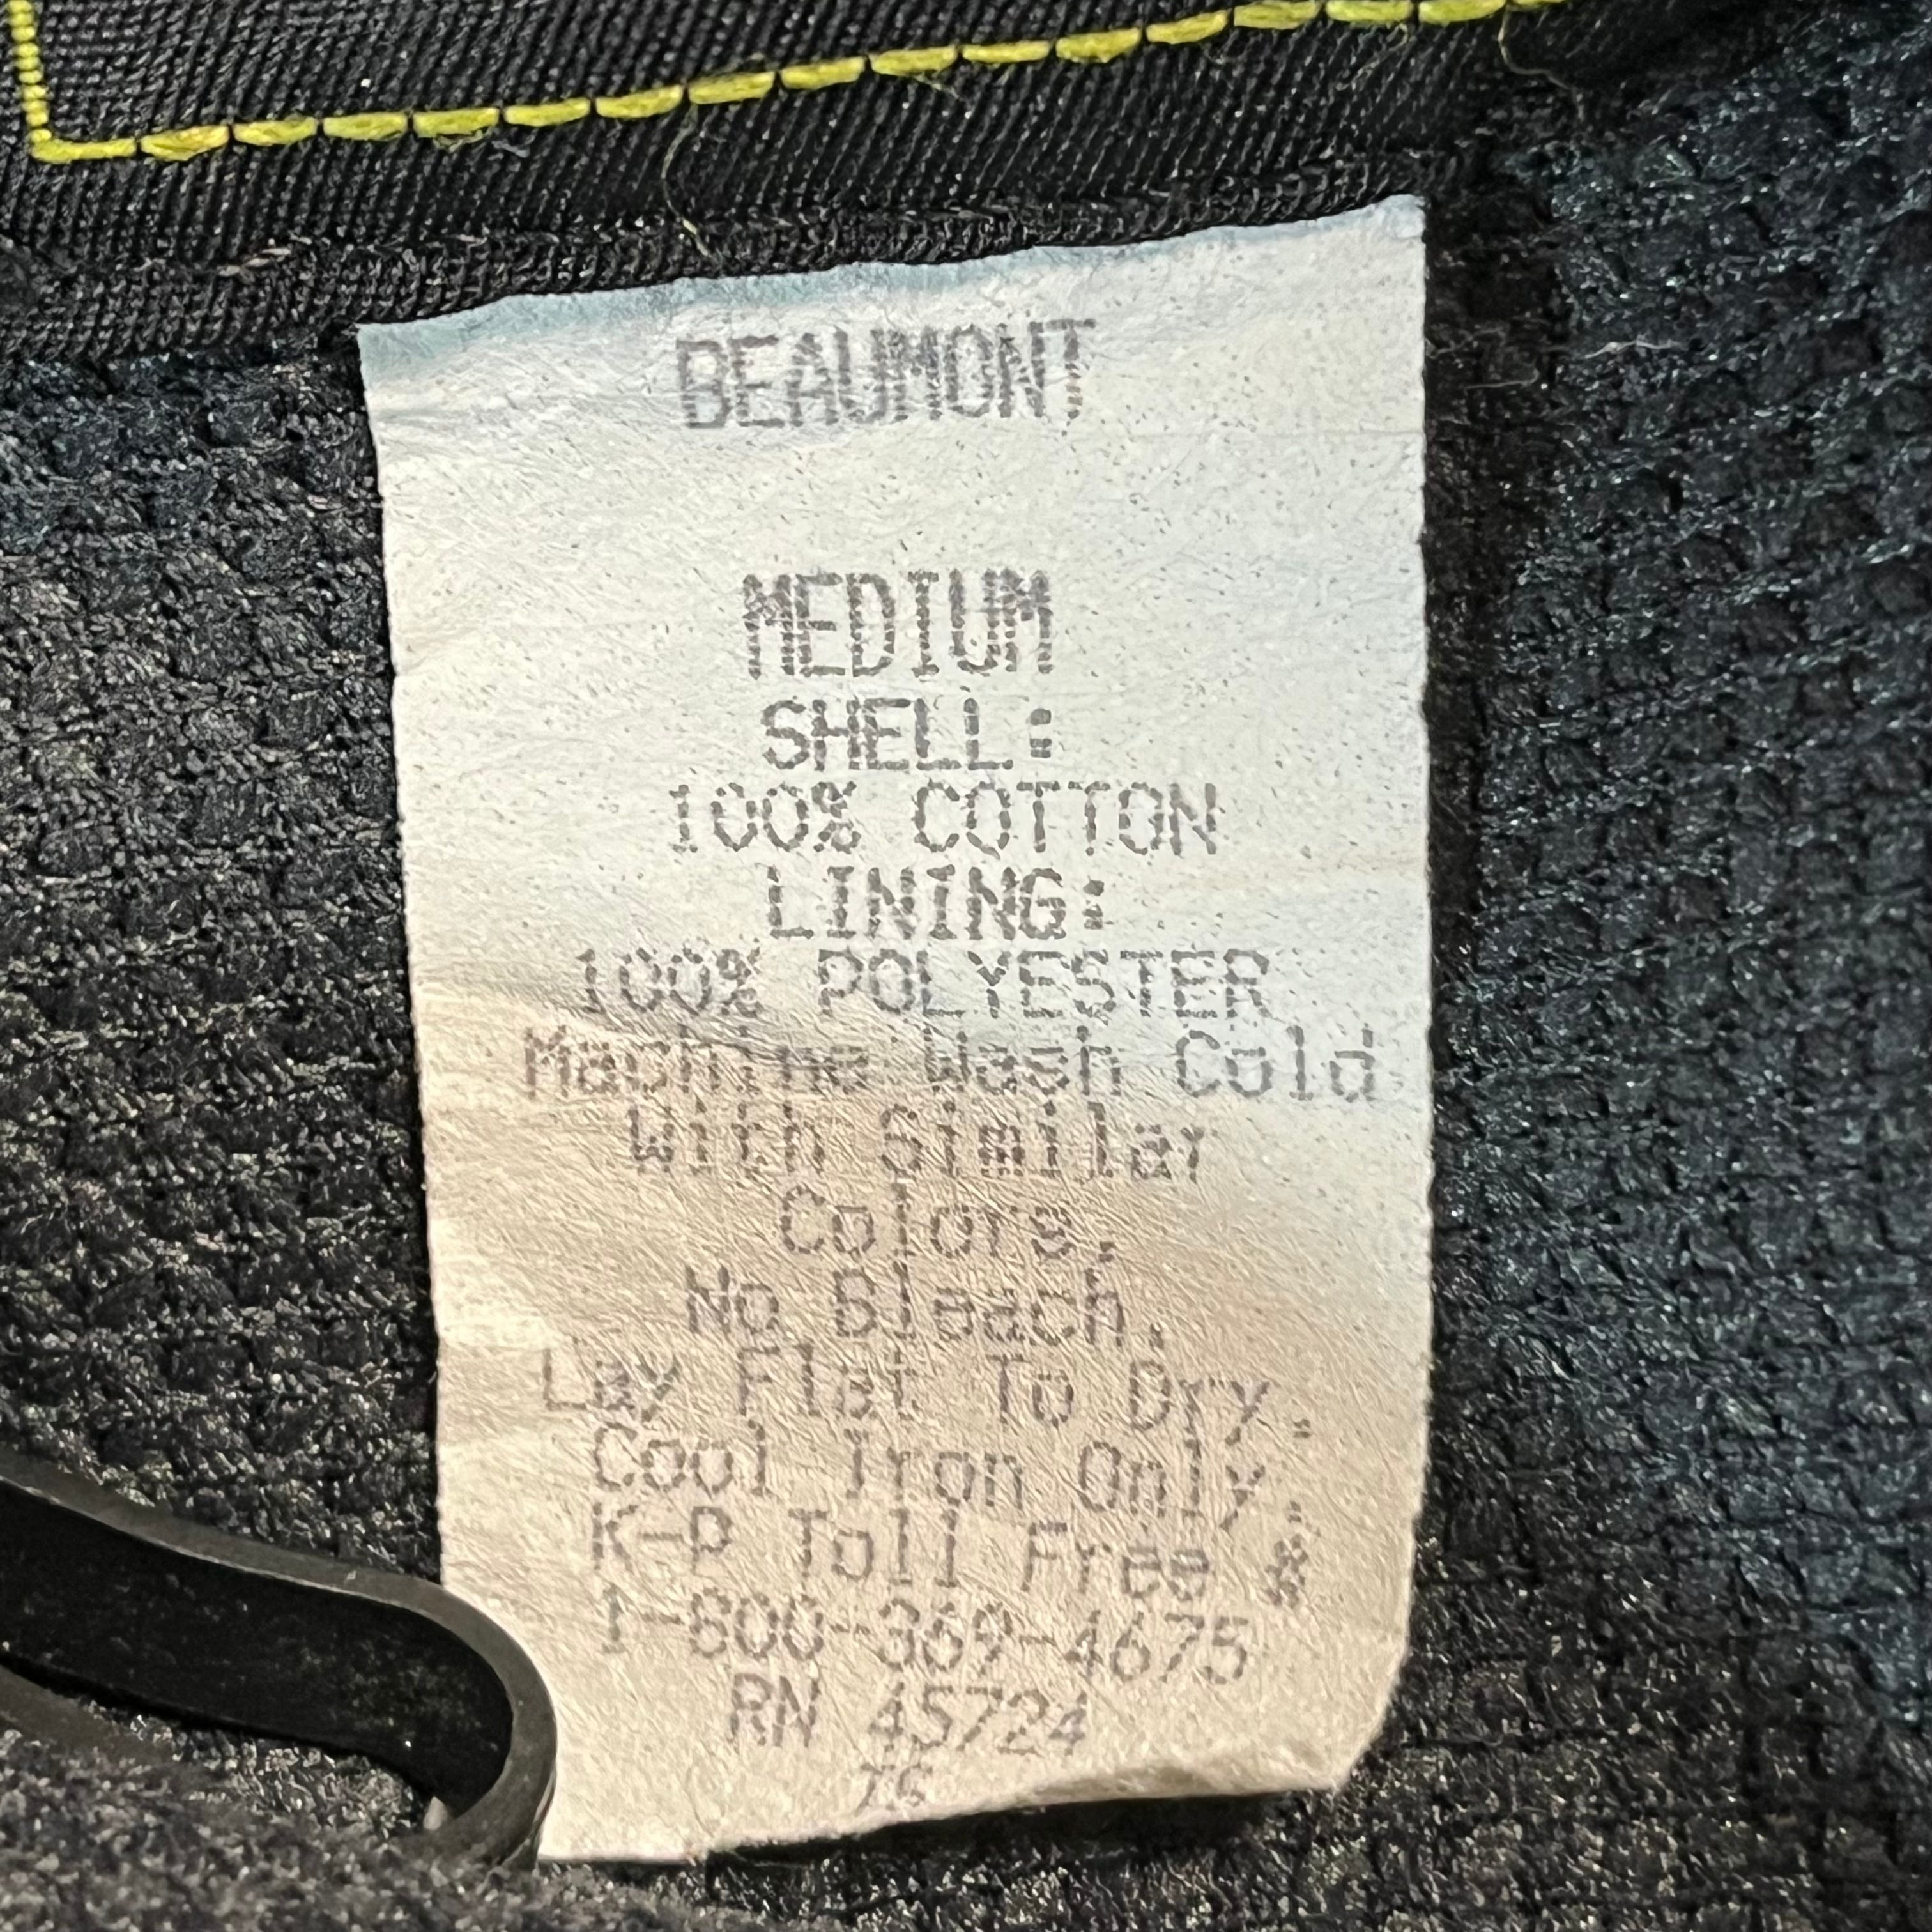 BEAUMONT
MEDIUM
SHELL:
100% COTTON
LINING:
100% POLYESTER
Machine Wash Cold
With Similar
Colors.
No Bleach.
Lay Flat To Dry.
Cool Iron Only.
K-P Toll Free #
1-800-369-4675
RN 45724